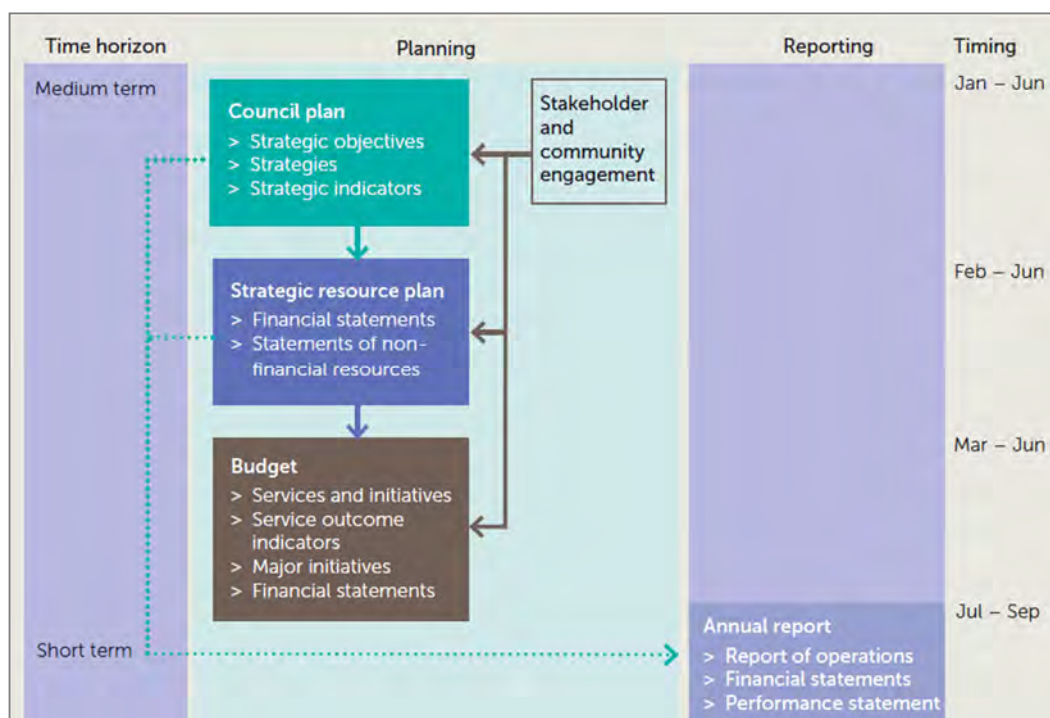 Time horizon
Planning
Reporting
Timing
Medium term
Jan – Jun
Council plan
> Strategic objectives
> Strategies
> Strategic indicators
Stakeholder
and
community
engagement
Feb – Jun
Strategic resource plan
> Financial statements
> Statements of non-
financial resources
Mar – Jun
Budget
> Services and initiatives
> Service outcome
indicators
> Major initiatives
> Financial statements
Jul – Sep
Short term
Annual report
> Report of operations
> Financial statements
> Performance statement